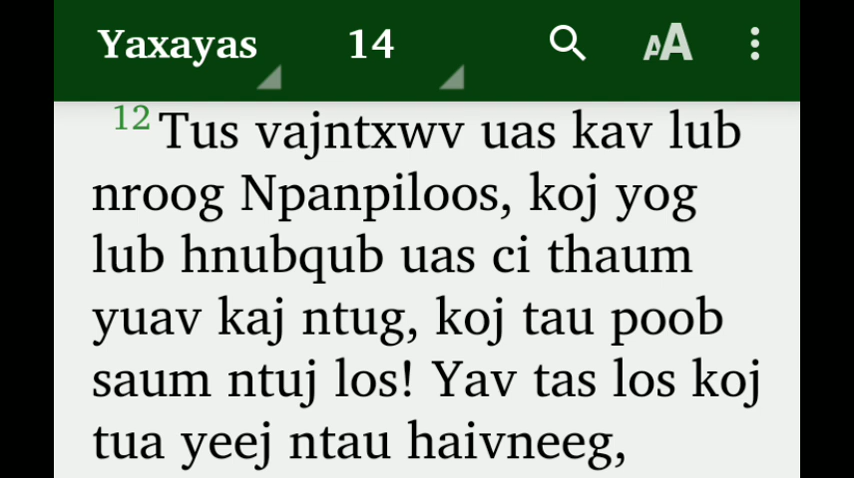 Yaxayas 14 AA
12 Tus vajntxwv uas kav lub
nroog Npanpiloos, koj yog
lub hnubqub uas ci thaum
yuav kaj ntug, koj tau poob
saum ntuj los! Yav tas los koj
tua yeej ntau haivneeg,